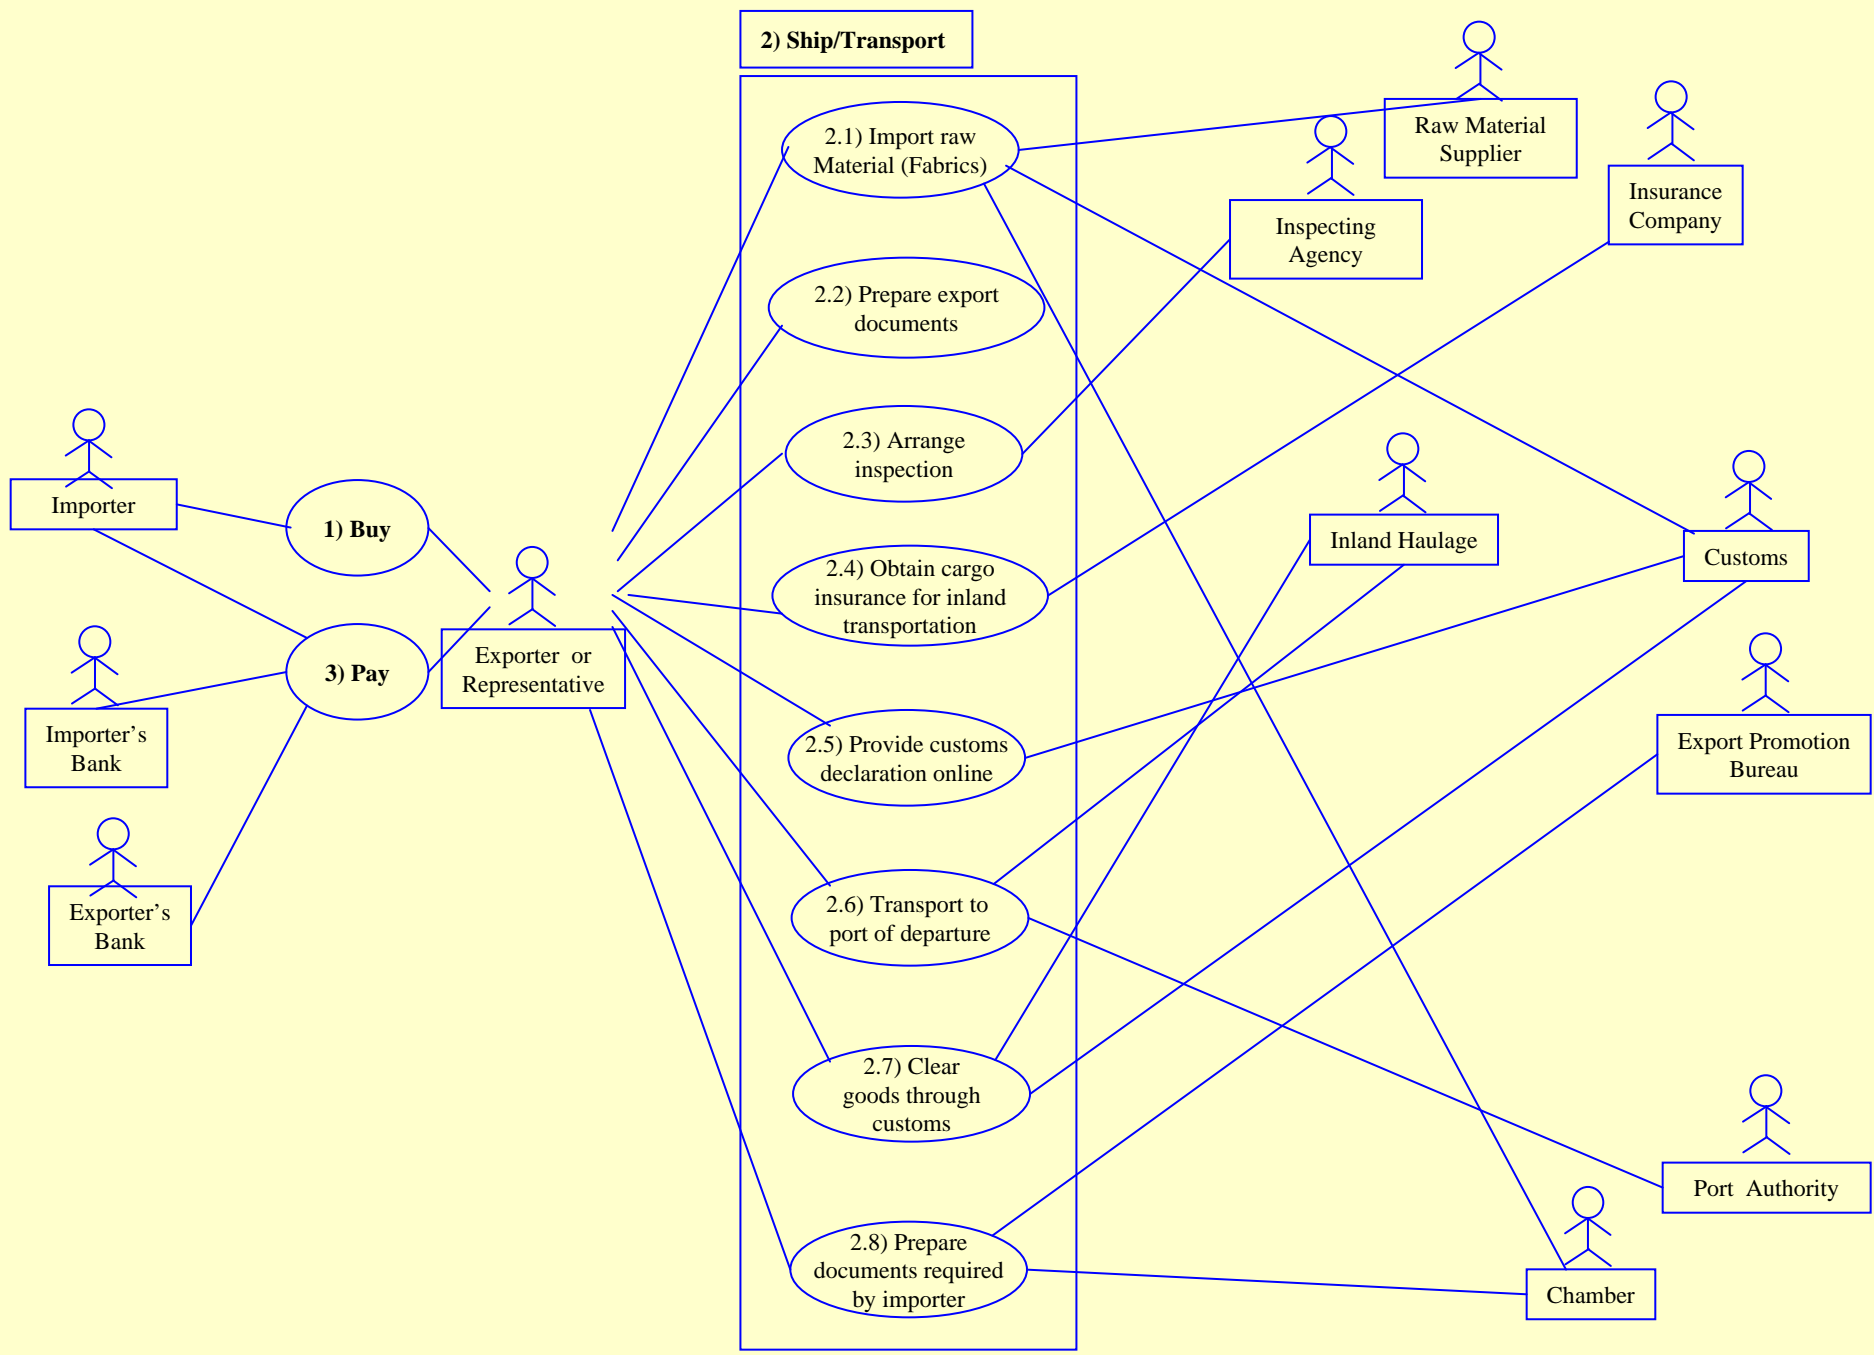 2) Ship/Transport
2.1) Import raw
Material (Fabrics)
Raw Material
Supplier
Insurance
Company
Inspecting
Agency
2.2) Prepare export
documents
2.3) Arrange
inspection
Importer
1) Buy
Inland Haulage
Customs
2.4) Obtain cargo
insurance for inland
transportation
3) Pay
Exporter or
Representative
Importer’s
Bank
2.5) Provide customs
declaration online
Export Promotion
Bureau
Exporter’s
Bank
2.6) Transport to
port of departure
2.7) Clear
goods through
customs
Port Authority
2.8) Prepare
documents required
by importer
Chamber